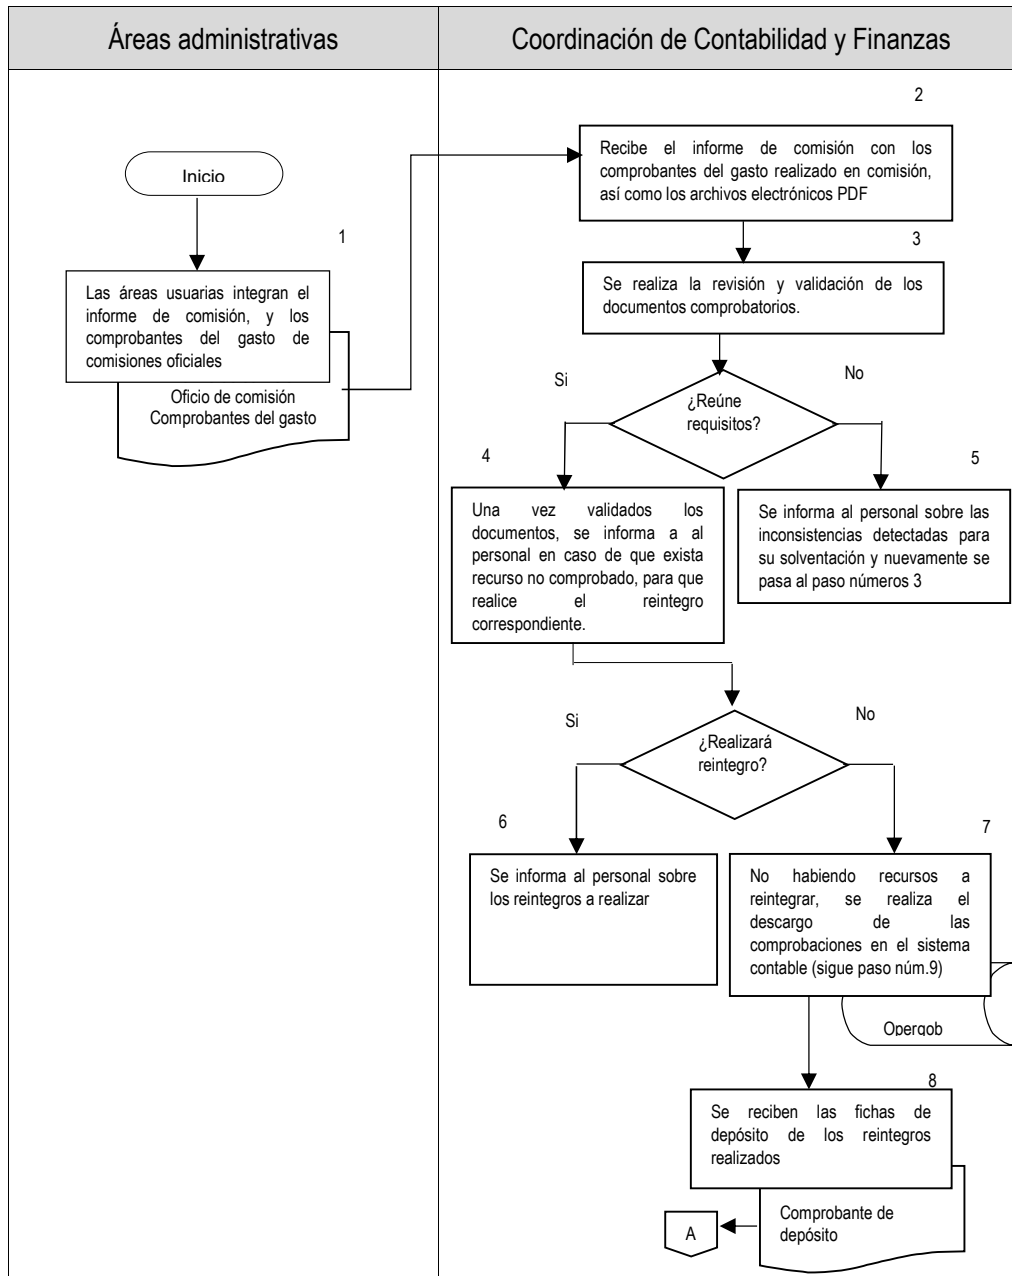 Áreas administrativas
Coordinación de Contabilidad y Finanzas
Inicio
1
Las áreas usuarias integran el
informe de comisión, y los
comprobantes del gasto de
comisiones oficiales
Oficio de comisión
Comprobantes del gasto
2
Recibe el informe de comisión con los
comprobantes del gasto realizado en comisión,
así como los archivos electrónicos PDF
3
Se realiza la revisión y validación de los
documentos comprobatorios.
Si
No
¿Reúne
requisitos?
4
Una vez validados los
documentos, se informa a al
personal en caso de que exista
recurso no comprobado, para que
realice el reintegro
correspondiente.
5
Se informa al personal sobre las
inconsistencias detectadas para
su solventación y nuevamente se
pasa al paso números 3
Si
No
¿Realizará
reintegro?
6
Se informa al personal sobre
los reintegros a realizar
7
No habiendo recursos a
reintegrar, se realiza el
descargo de las
comprobaciones en el sistema
contable (sigue paso núm.9)
Opergob
8
Se reciben las fichas de
depósito de los reintegros
realizados
Comprobante de
depósito
A